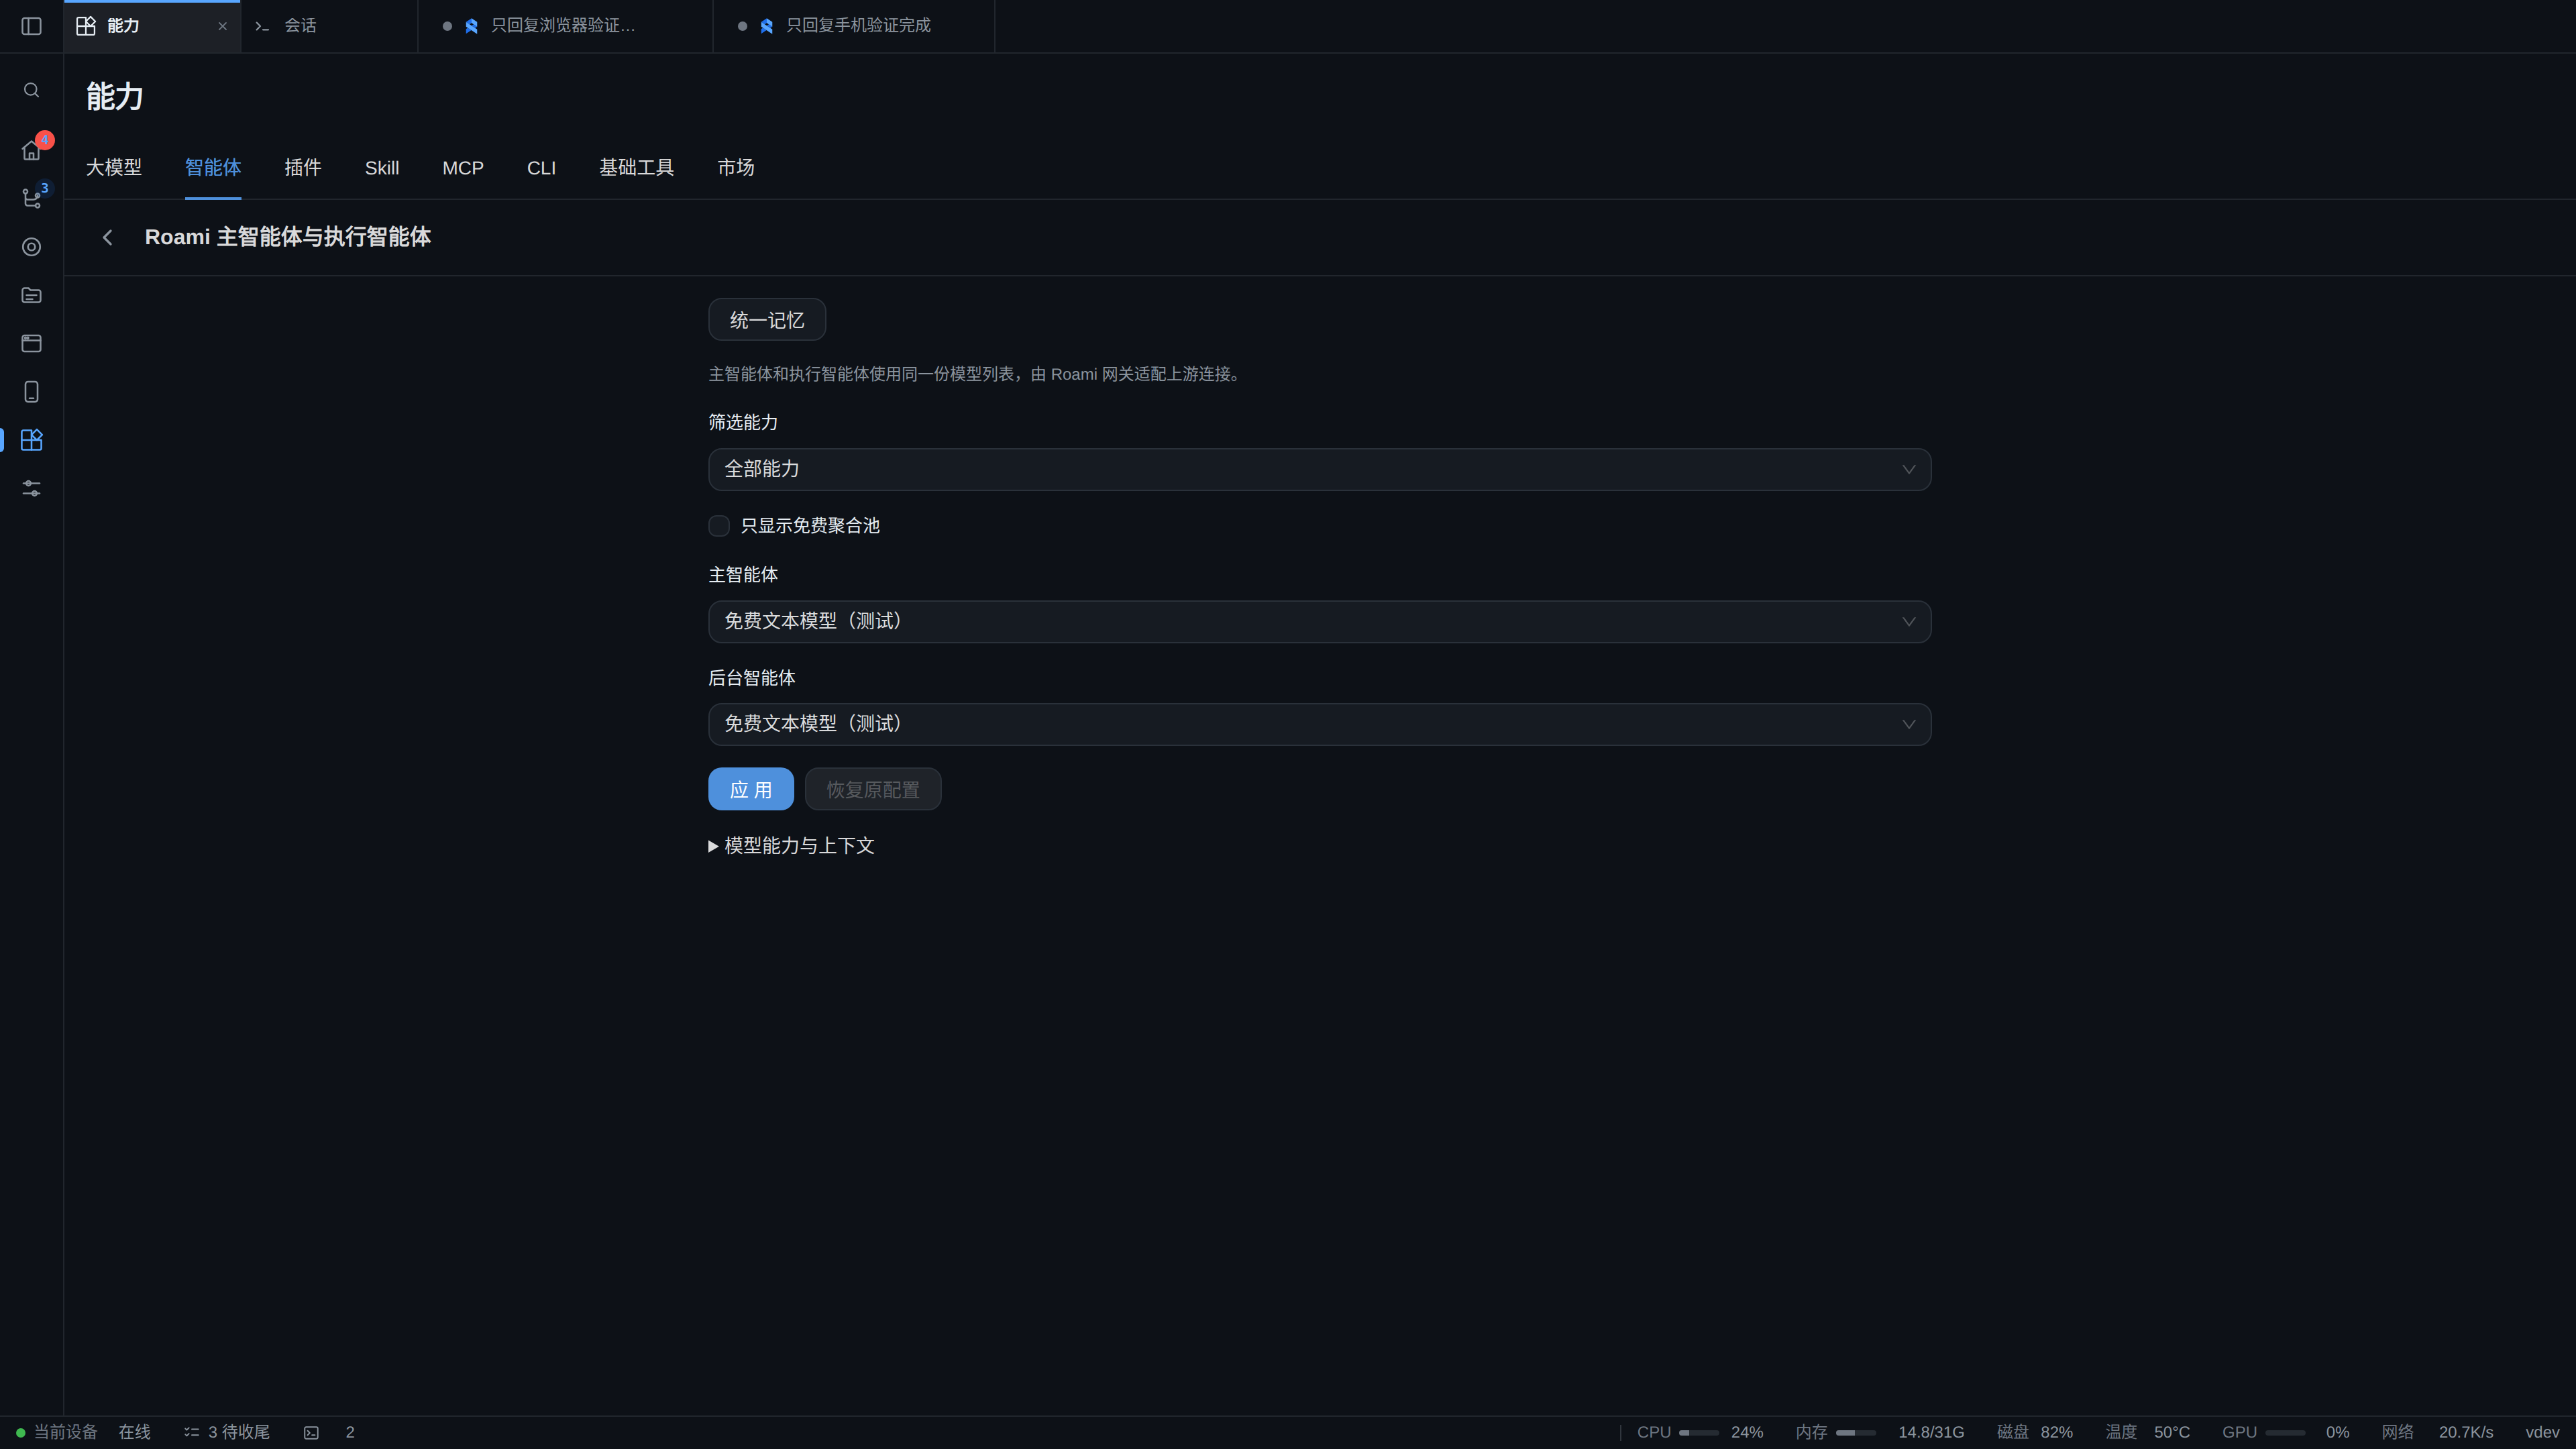 能力
会话
只回复浏览器验证…
只回复手机验证完成
4
3
能力
大模型 智能体 插件 Skill MCP CLI 基础工具 市场
Roami 主智能体与执行智能体
统一记忆
主智能体和执行智能体使用同一份模型列表，由 Roami 网关适配上游连接。
筛选能力
全部能力
只显示免费聚合池
主智能体
免费文本模型（测试）
后台智能体
免费文本模型（测试）
应 用 恢复原配置
模型能力与上下文
当前设备 在线 3 待收尾 2 CPU 24% 内存 14.8/31G 磁盘 82% 温度 50°C GPU 0% 网络 20.7K/s vdev